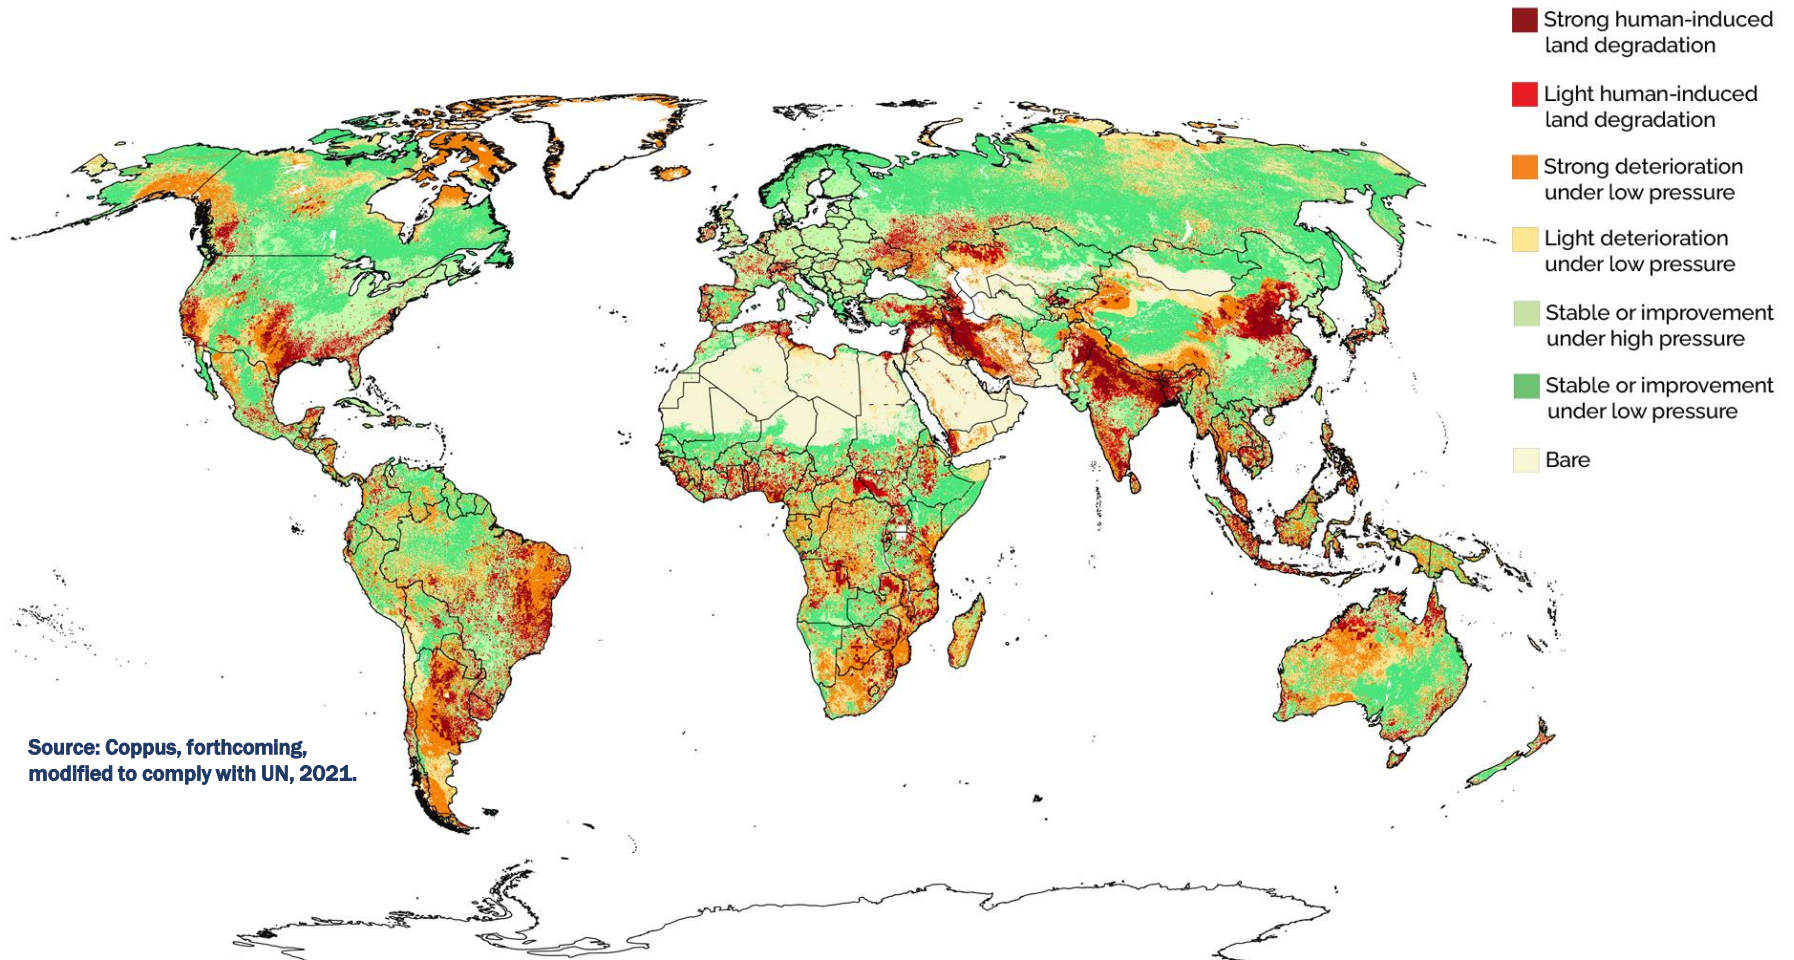 Strong human-induced
land degradation
Light human-induced
land degradation
Strong deterioration
under low pressure
Light deterioration
under low pressure
Stable or improvement
under high pressure
Stable or improvement
under low pressure
Bare
Source: Coppus, forthcoming,
modified to comply with UN, 2021.